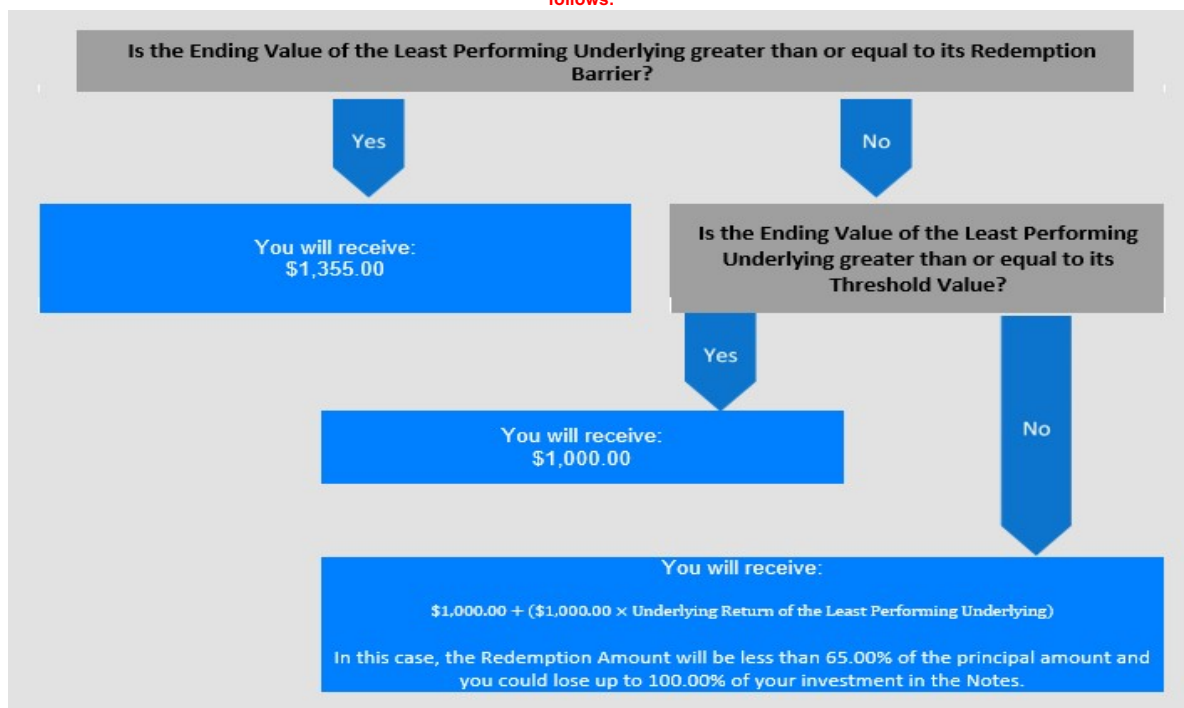 follows:
Is the Ending Value of the Least Performing Underlying greater than or equal to its Redemption
Barrier?
Yes
No
You will receive:
$1,355.00
Is the Ending Value of the Least Performing
Underlying greater than or equal to its
Threshold Value?
Yes
No
You will receive:
$1,000.00
You will receive:
$1,000.00 + ($1,000.00 × Underlying Return of the Least Performing Underlying)
In this case, the Redemption Amount will be less than 65.00% of the principal amount and
you could lose up to 100.00% of your investment in the Notes.